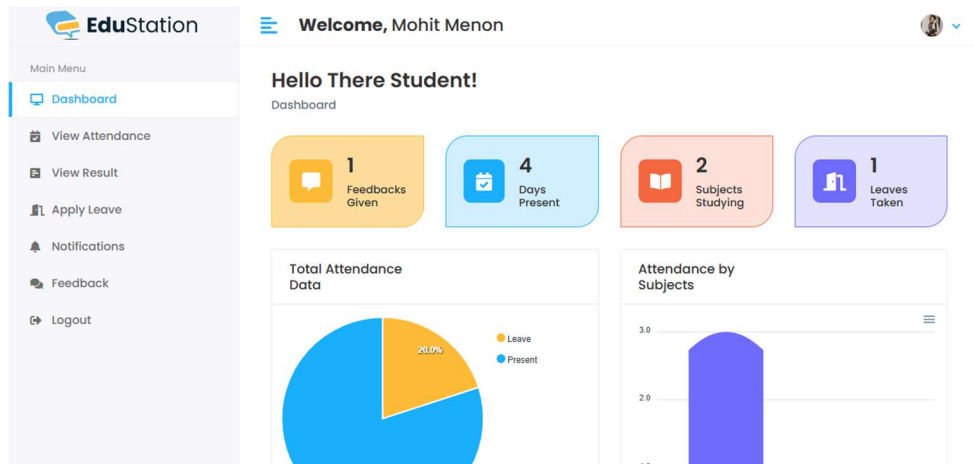 EduStation
Welcome, Mohit Menon
Main Menu
Dashboard
View Attendance
View Result
Apply Leave
Notifications
Feedback
Logout
Hello There Student!
Dashboard
1
Feedbacks
Given
4
Days
Present
2
Subjects
Studying
1
Leaves
Taken
Total Attendance
Data
20.0%
Leave
Present
Attendance by
Subjects
3.0
2.0